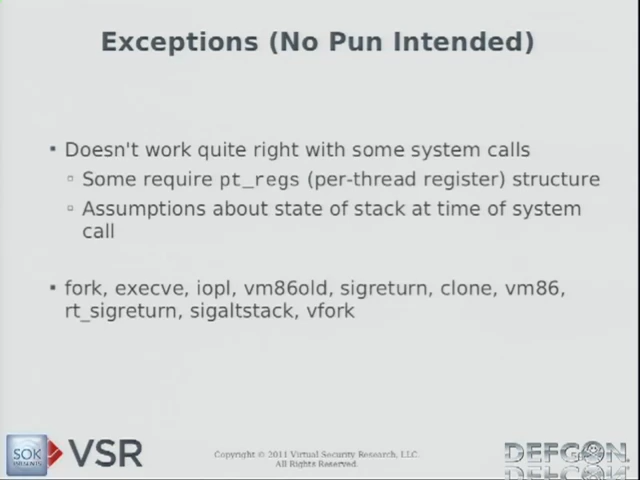 Exceptions (No Pun Intended)
Doesn't work quite right with some system calls
Some require pt_regs (per-thread register) structure
Assumptions about state of stack at time of system
call
fork, execve, iopl, vm86old, sigreturn, clone, vm86,
rt_sigreturn, sigaltstack, vfork
SOK
PRESENTS
VSR
Copyright © 2011 Virtual Security Research, LLC.
All Rights Reserved.
DEFCON